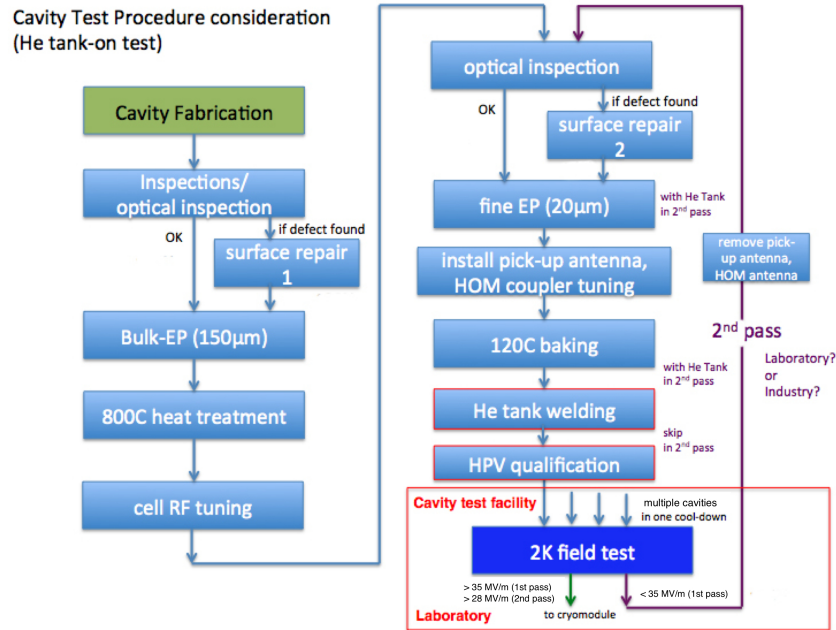 Cavity Test Procedure consideration
(He tank-on test)
Cavity Fabrication
Inspections/
optical inspection
OK
if defect found
surface repair
1
Bulk-EP (150µm)
800C heat treatment
cell RF tuning
optical inspection
OK
if defect found
surface repair
2
fine EP (20µm)
with He Tank
in 2nd pass
install pick-up antenna,
HOM coupler tuning
120C baking
with He Tank
in 2nd pass
He tank welding
skip
in 2nd pass
HPV qualification
remove pick-
up antenna,
HOM antenna
2nd pass
Laboratory?
or
Industry?
Cavity test facility
multiple cavities
in one cool-down
2K field test
> 35 MV/m (1st pass)
> 28 MV/m (2nd pass)
< 35 MV/m (1st pass)
to cryomodule
Laboratory